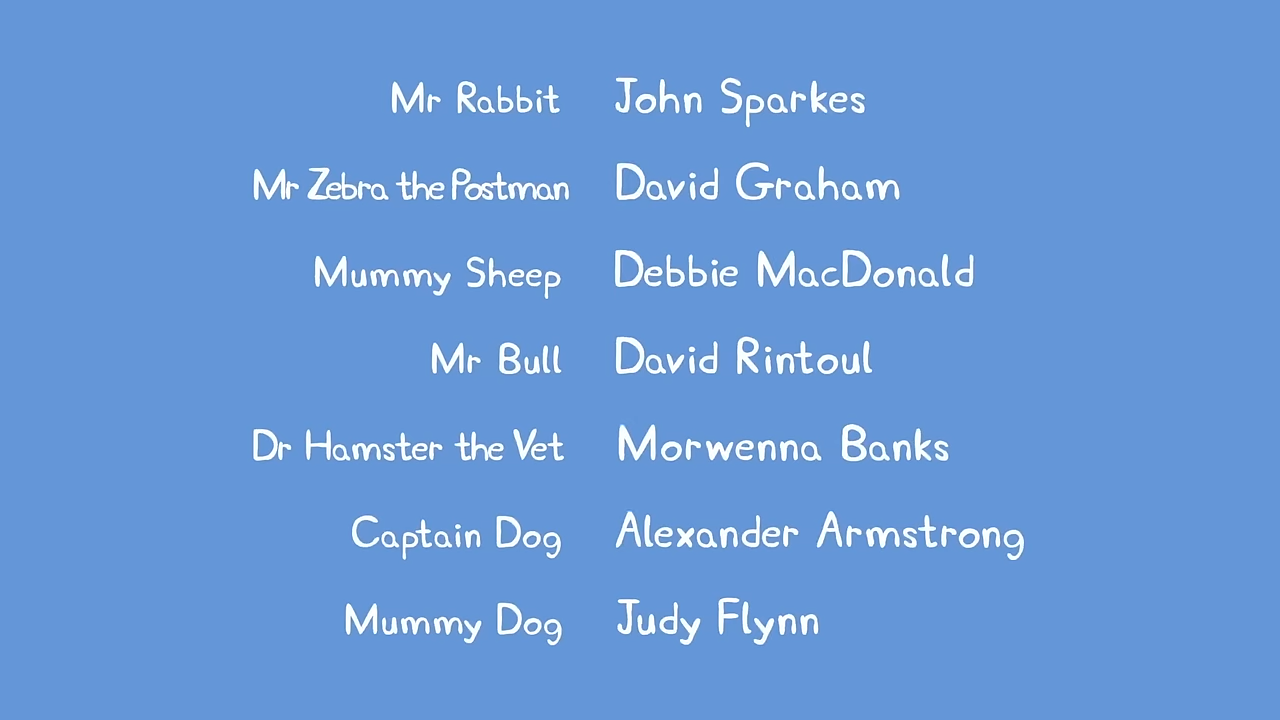 Mr Rabbit John Sparkes
Mr Zebra the Postman David Graham
Mummy Sheep Debbie MacDonald
Mr Bull David Rintoul
Dr Hamster the Vet Morwenna Banks
Captain Dog Alexander Armstrong
Mummy Dog Judy Flynn